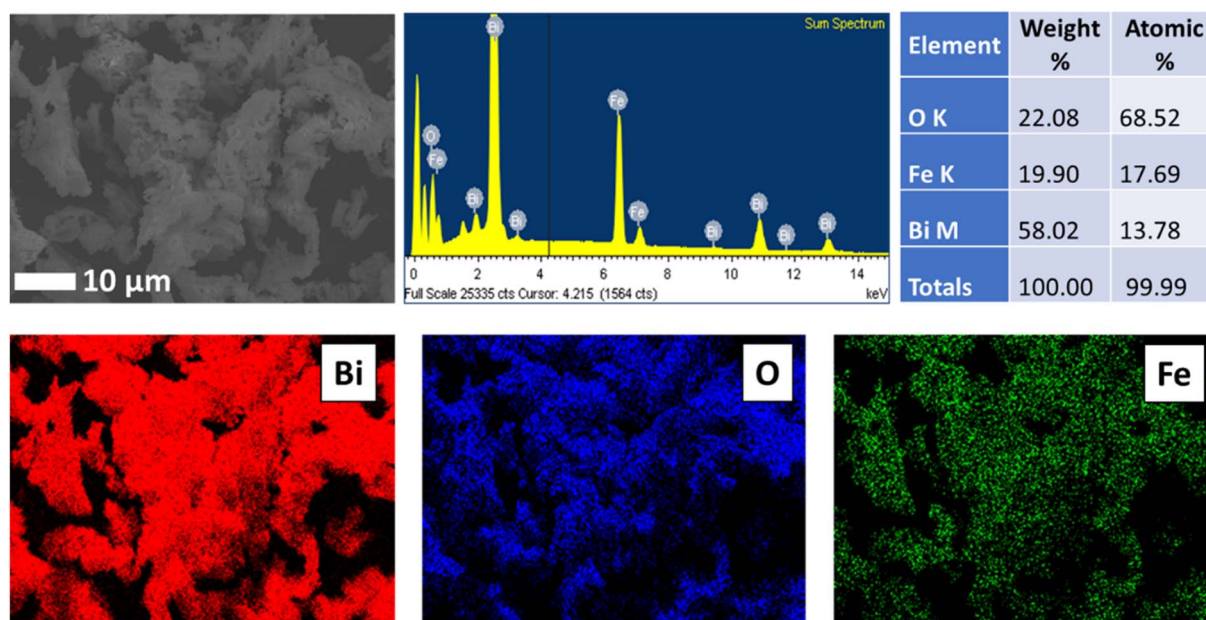 10 µm
Sum Spectrum
Bi
O
Fe
Bi
Bi
Fe
Fe
Bi
Bi
Bi
Bi
0 2 4 6 8 10 12 14
Full Scale 25335 cts Cursor: 4.215 (1564 cts) keV
Element Weight % Atomic %
O K 22.08 68.52
Fe K 19.90 17.69
Bi M 58.02 13.78
Totals 100.00 99.99
Bi
O
Fe